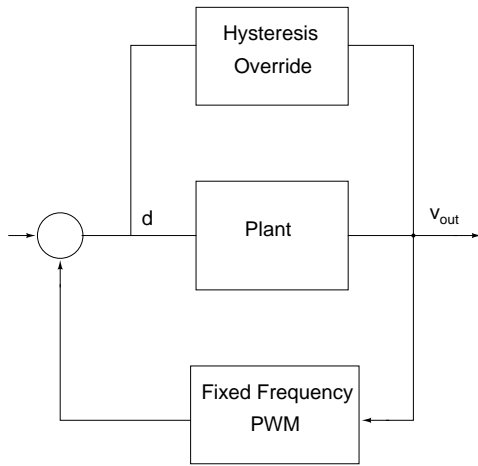 Hysteresis
Override
d
Plant
v_out
Fixed Frequency
PWM